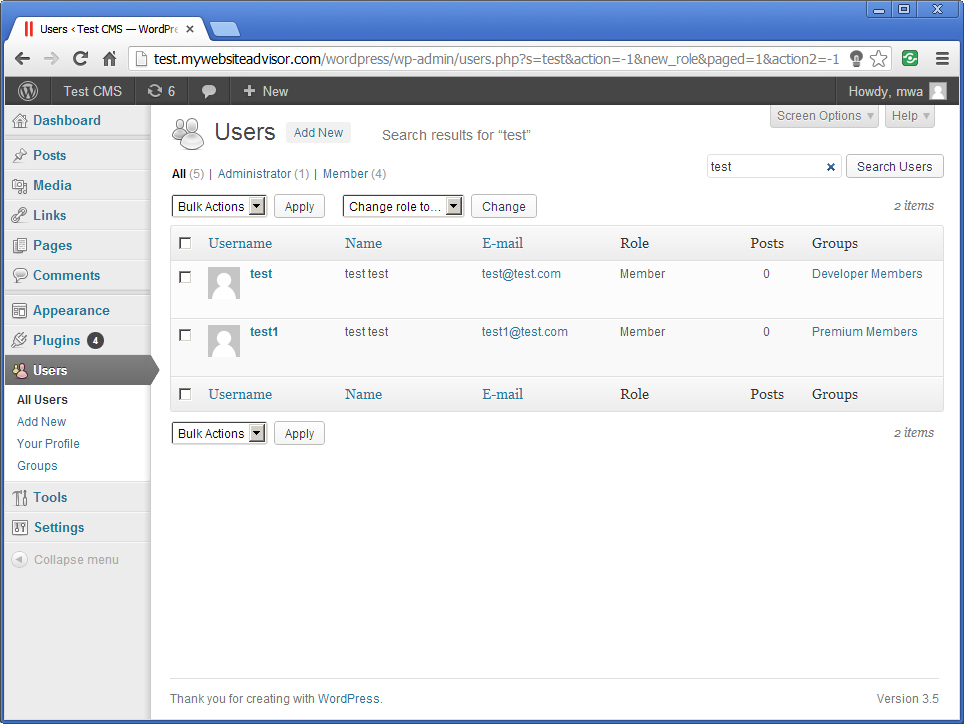 Users ‹ Test CMS — WordPre
test.mywebsiteadvisor.com/wordpress/wp-admin/users.php?s=test&action=-1&new_role&paged=1&action2=-1
Test CMS 6 + New Howdy, mwa
Screen Options Help
Dashboard
Posts
Media
Links
Pages
Comments
Appearance
Plugins 4
Users
All Users
Add New
Your Profile
Groups
Tools
Settings
Collapse menu
Users Add New Search results for “test”
All (5) | Administrator (1) | Member (4)
test × Search Users
Bulk Actions Apply Change role to... Change 2 items
Username Name E-mail Role Posts Groups
test test test test@test.com Member 0 Developer Members
test1 test test test1@test.com Member 0 Premium Members
Username Name E-mail Role Posts Groups
Bulk Actions Apply 2 items
Thank you for creating with WordPress. Version 3.5